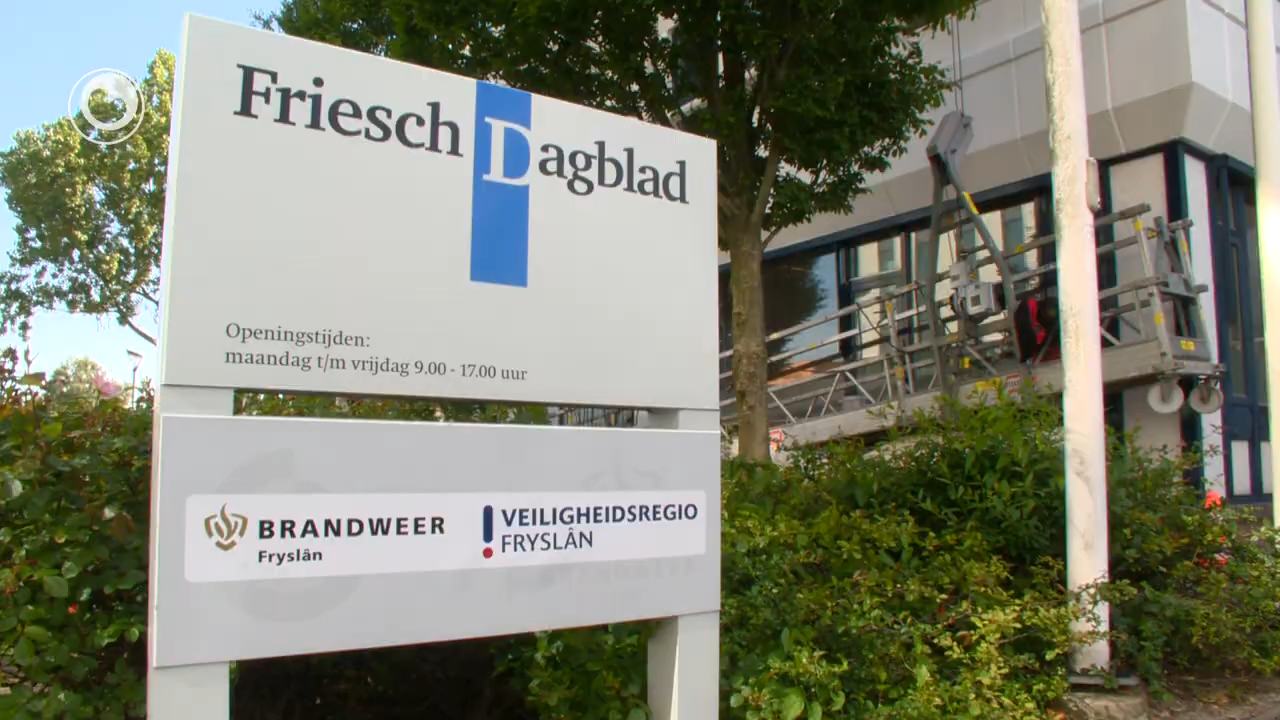 Friesch Dagblad
Openingstijden:
maandag t/m vrijdag 9.00 - 17.00 uur
BRANDWEER
Fryslân
VEILIGHEIDSREGIO
FRYSLÂN